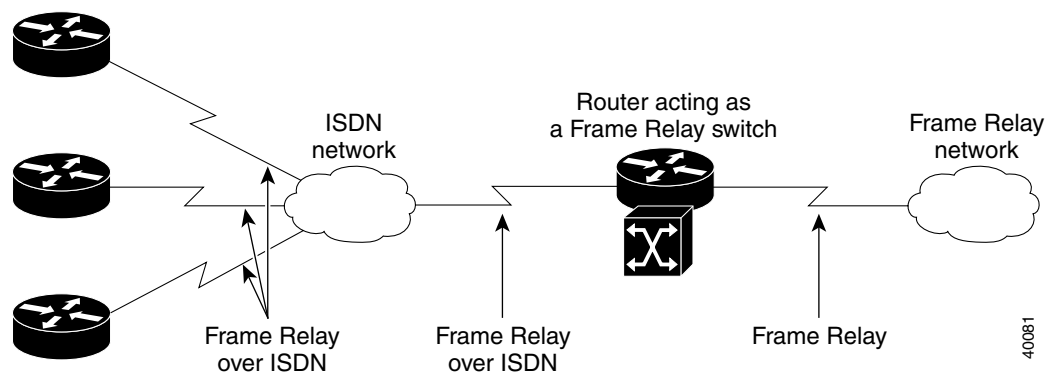 Router acting as
a Frame Relay switch
ISDN
network
Frame Relay
network
Frame Relay
over ISDN
Frame Relay
over ISDN
Frame Relay
40081